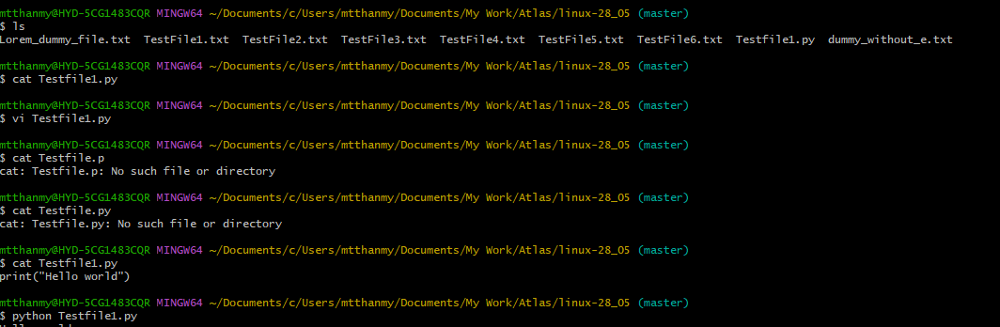 mtthanmy@HYD-5CG1483CQR MINGW64 ~/Documents/c/Users/mtthanmy/Documents/My Work/Atlas/linux-28_05 (master)
$ ls
Lorem_dummy_file.txt  TestFile1.txt  TestFile2.txt  TestFile3.txt  TestFile4.txt  TestFile5.txt  TestFile6.txt  Testfile1.py  dummy_without_e.txt
mtthanmy@HYD-5CG1483CQR MINGW64 ~/Documents/c/Users/mtthanmy/Documents/My Work/Atlas/linux-28_05 (master)
$ cat Testfile1.py
mtthanmy@HYD-5CG1483CQR MINGW64 ~/Documents/c/Users/mtthanmy/Documents/My Work/Atlas/linux-28_05 (master)
$ vi Testfile1.py
mtthanmy@HYD-5CG1483CQR MINGW64 ~/Documents/c/Users/mtthanmy/Documents/My Work/Atlas/linux-28_05 (master)
$ cat Testfile.p
cat: Testfile.p: No such file or directory
mtthanmy@HYD-5CG1483CQR MINGW64 ~/Documents/c/Users/mtthanmy/Documents/My Work/Atlas/linux-28_05 (master)
$ cat Testfile.py
cat: Testfile.py: No such file or directory
mtthanmy@HYD-5CG1483CQR MINGW64 ~/Documents/c/Users/mtthanmy/Documents/My Work/Atlas/linux-28_05 (master)
$ cat Testfile1.py
print("Hello world")
mtthanmy@HYD-5CG1483CQR MINGW64 ~/Documents/c/Users/mtthanmy/Documents/My Work/Atlas/linux-28_05 (master)
$ python Testfile1.py